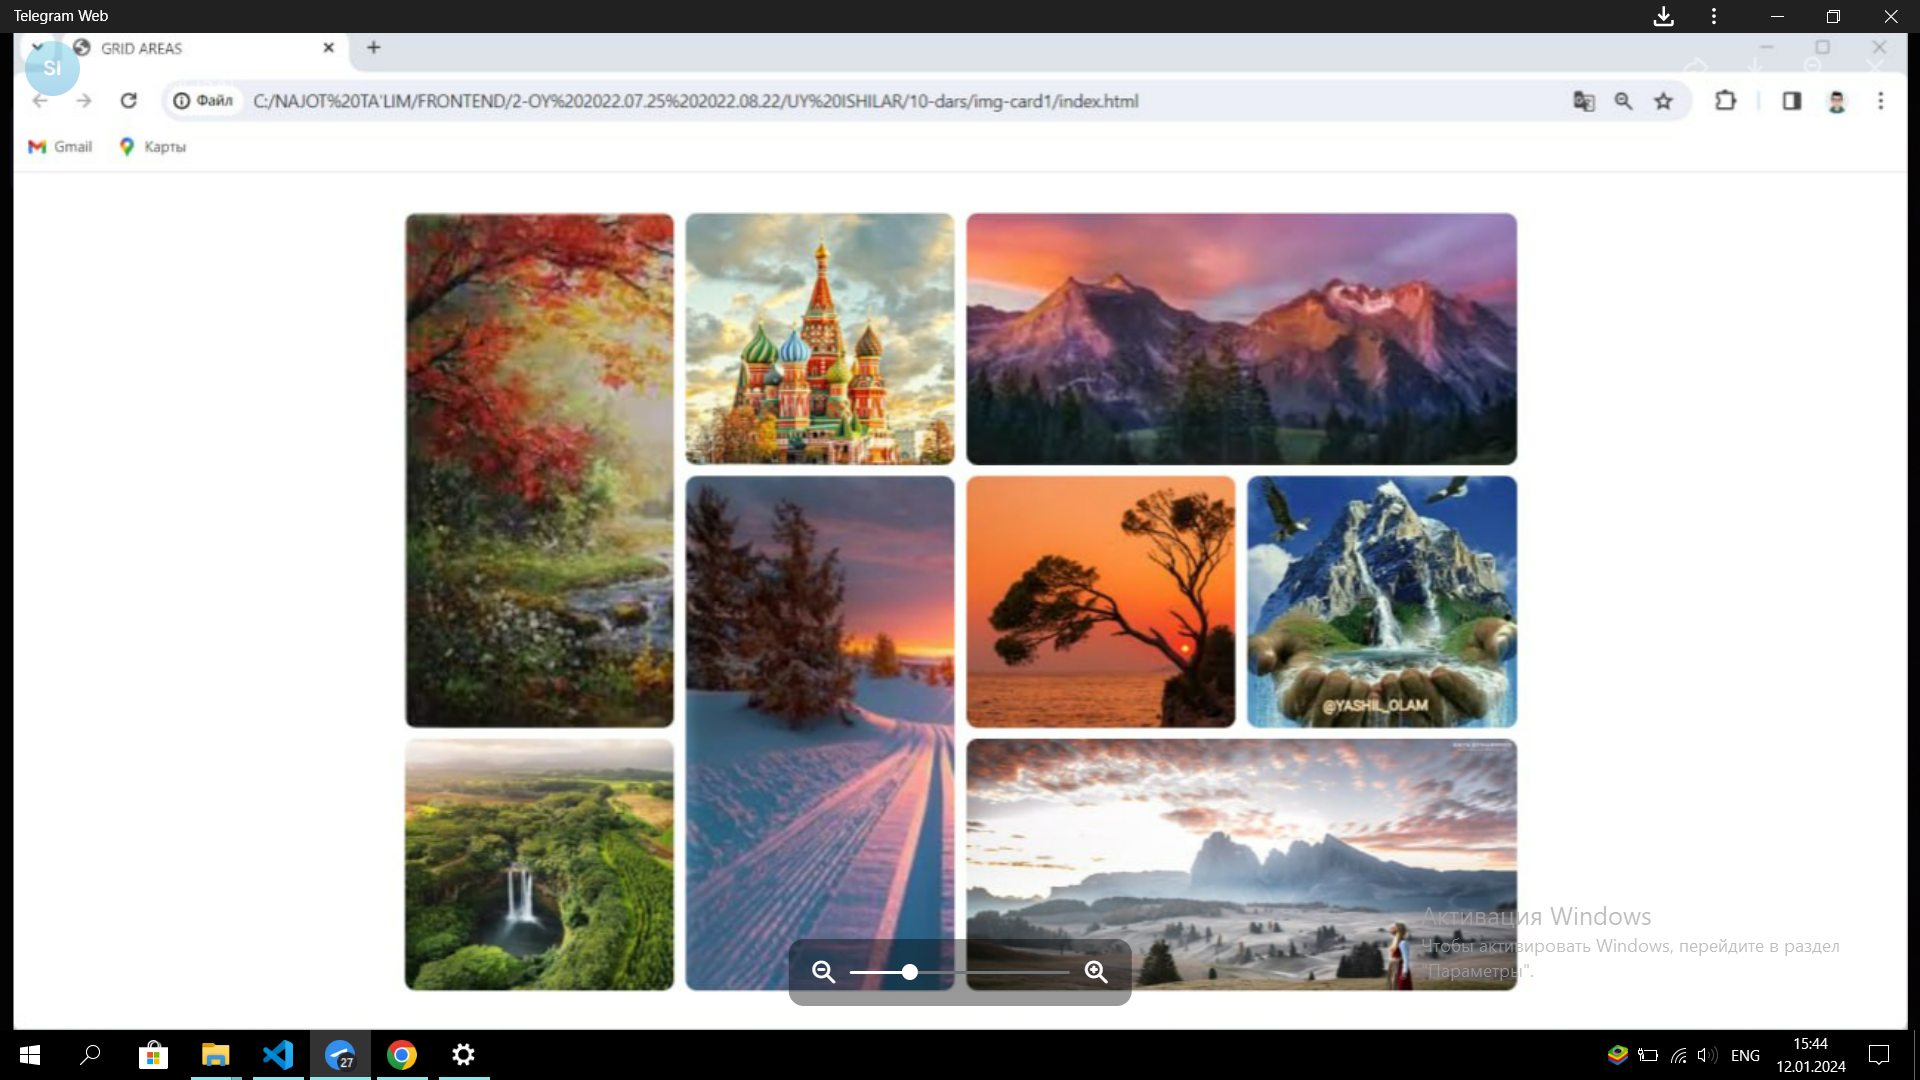 Telegram Web
GRID AREAS
SI
Файл
C:/NAJOT%20TA'LIM/FRONTEND/2-OY%202022.07.25%202022.08.22/UY%20ISHILAR/10-dars/img-card1/index.html
Gmail
Карты
@YASHIL_OLAM
Активация Windows
Чтобы активировать Windows, перейдите в раздел
"Параметры".
27
ENG
15:44
12.01.2024